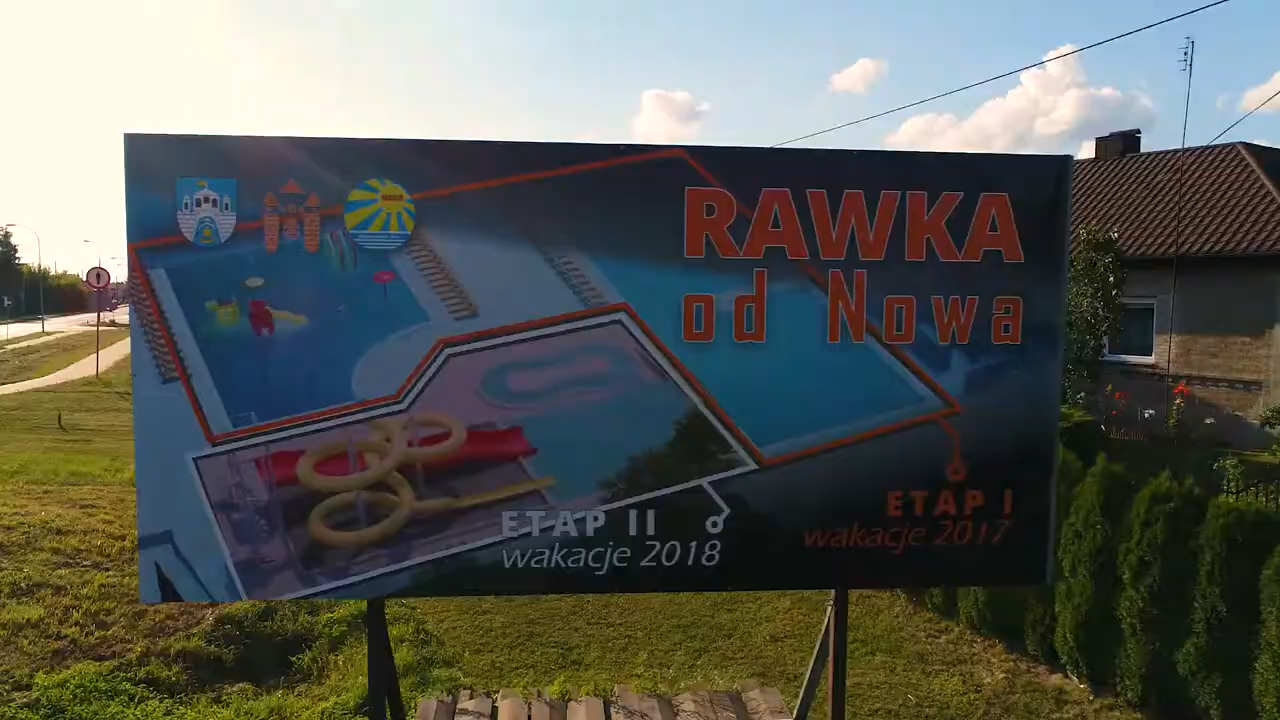 RAWKA
od Nowa
ETAP I
wakacje 2017
ETAP II
wakacje 2018